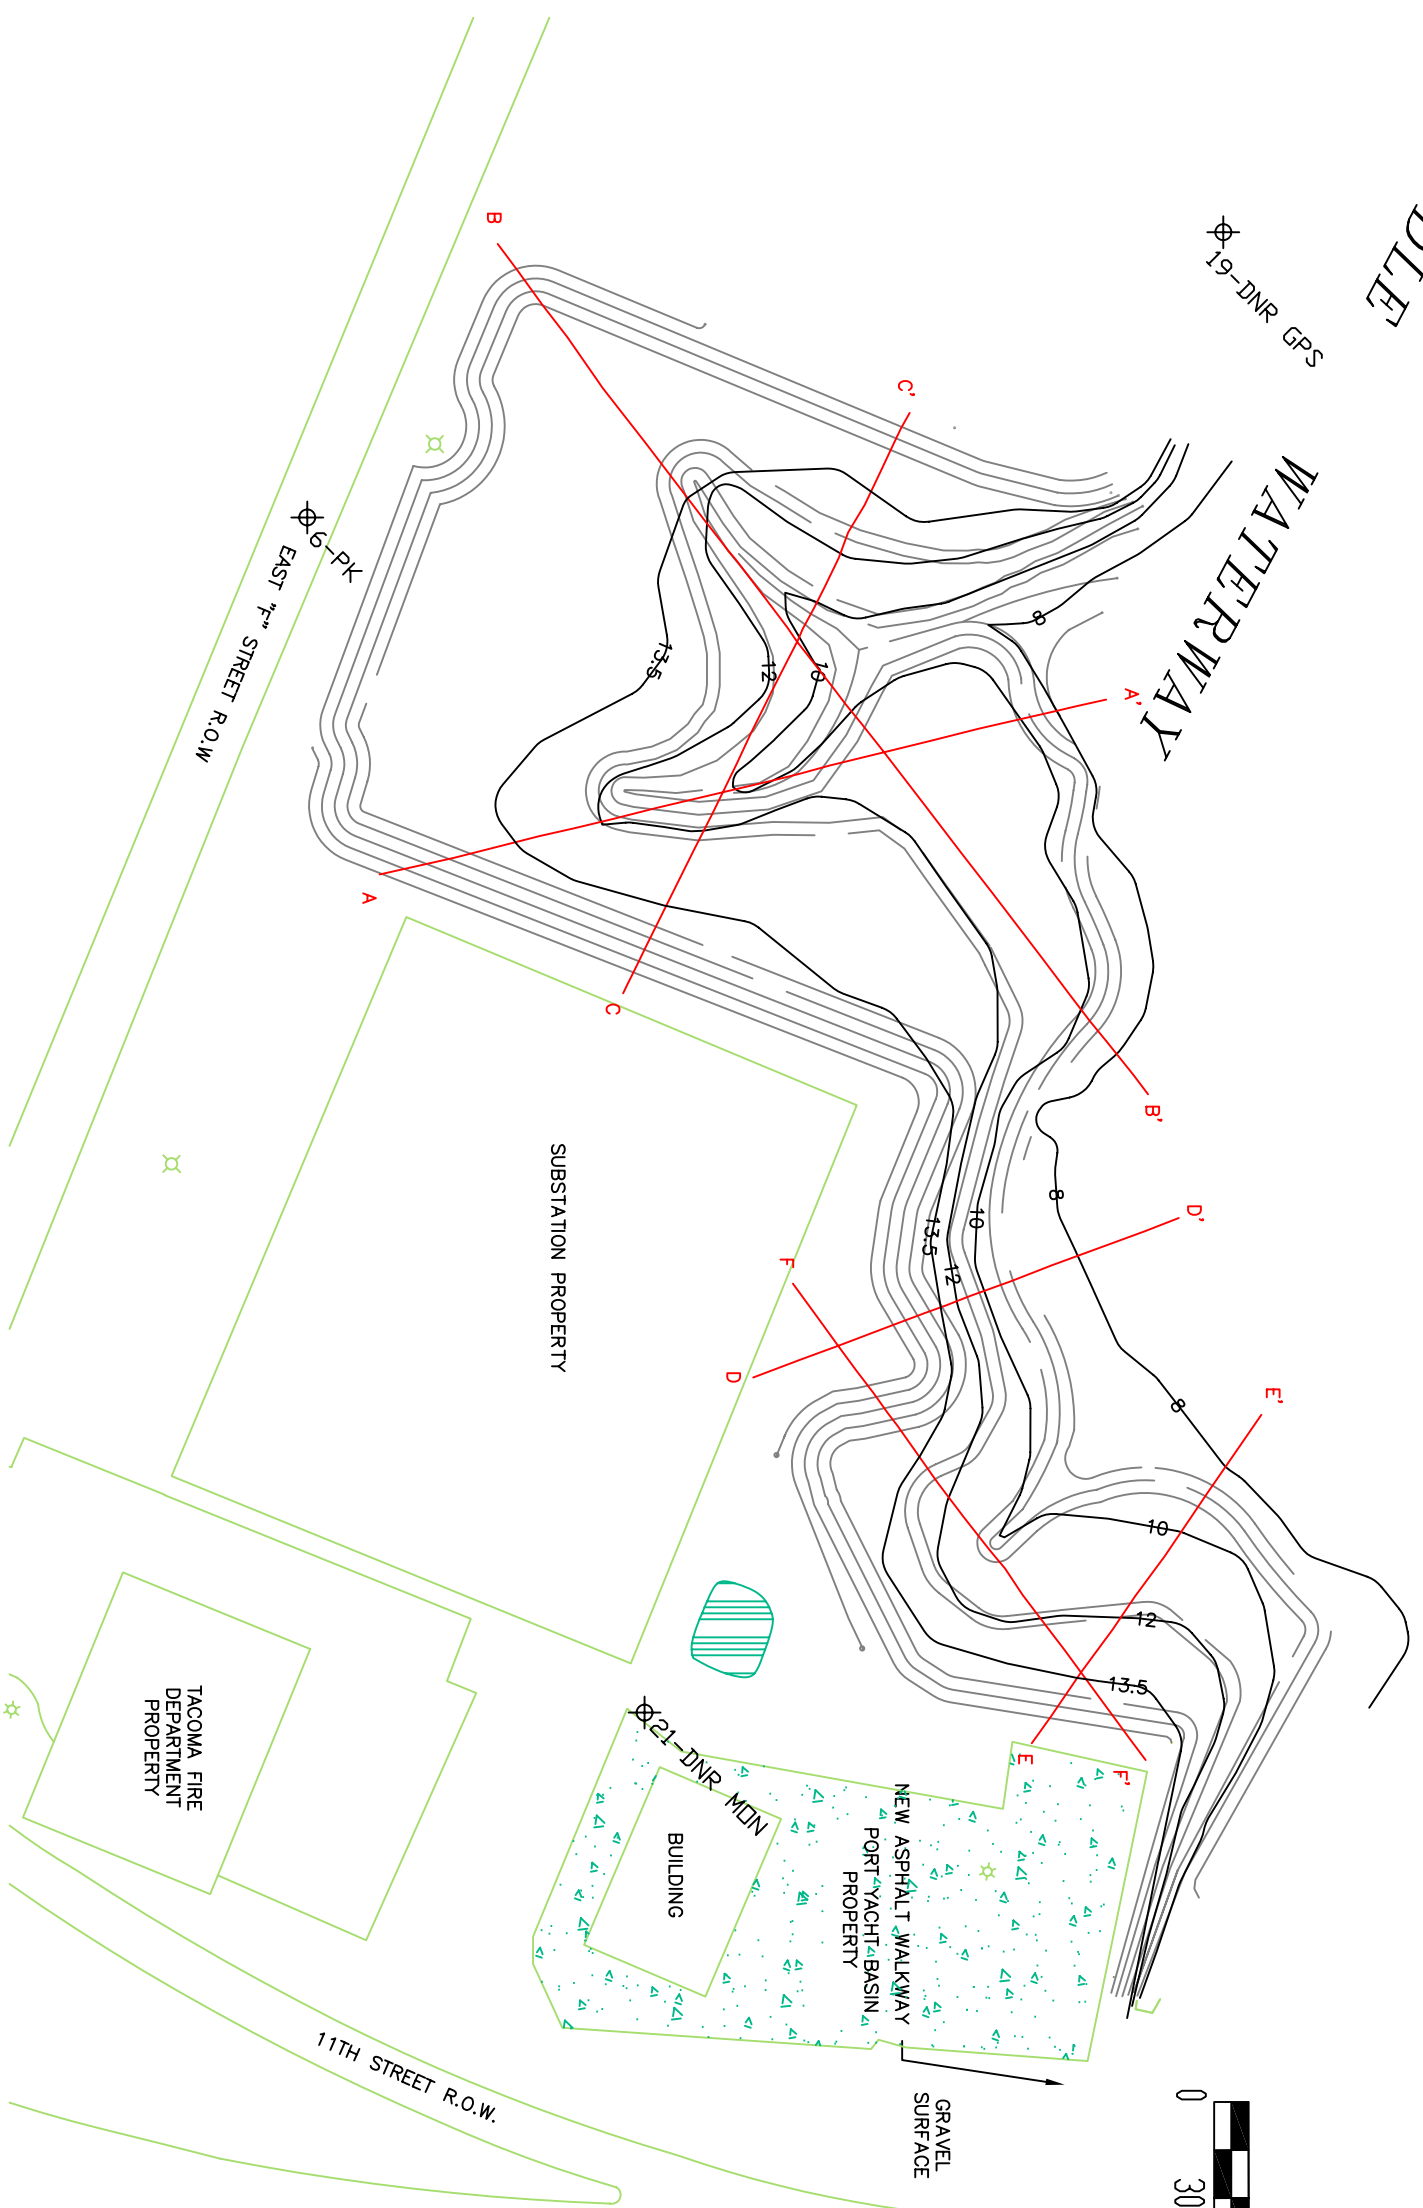 DLE
WATERWAY
19-DNR GPS
B
C'
A'
8
13.5
12
10
6-PK
EAST "F" STREET R.O.W
A
C
B'
D'
8
10
13.5
12
F
D
SUBSTATION PROPERTY
E'
8
10
12
13.5
E
F'
TACOMA FIRE
DEPARTMENT
PROPERTY
21-DNR MON
BUILDING
NEW ASPHALT WALKWAY
PORT YACHT BASIN
PROPERTY
11TH STREET R.O.W.
GRAVEL
SURFACE
0
30